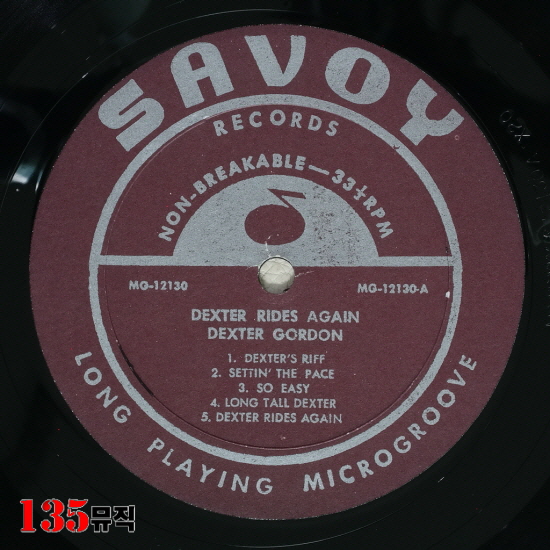 SAVOY
RECORDS
NON-BREAKABLE—33⅓RPM
MG-12130
MG-12130-A
DEXTER RIDES AGAIN
DEXTER GORDON
1. DEXTER'S RIFF
2. SETTIN' THE PACE
3. SO EASY
4. LONG TALL DEXTER
5. DEXTER RIDES AGAIN
LONG PLAYING MICROGROOVE
135뮤직